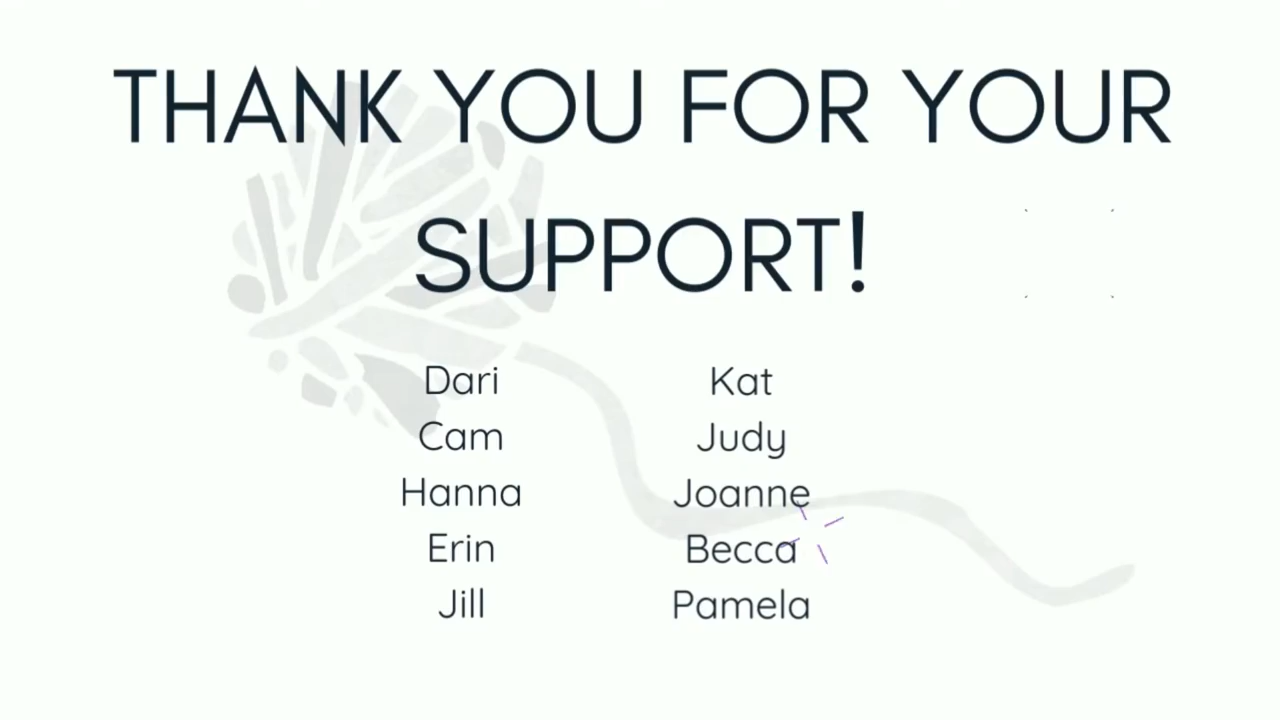 THANK YOU FOR YOUR
SUPPORT!
Dari
Cam
Hanna
Erin
Jill
Kat
Judy
Joanne
Becca
Pamela